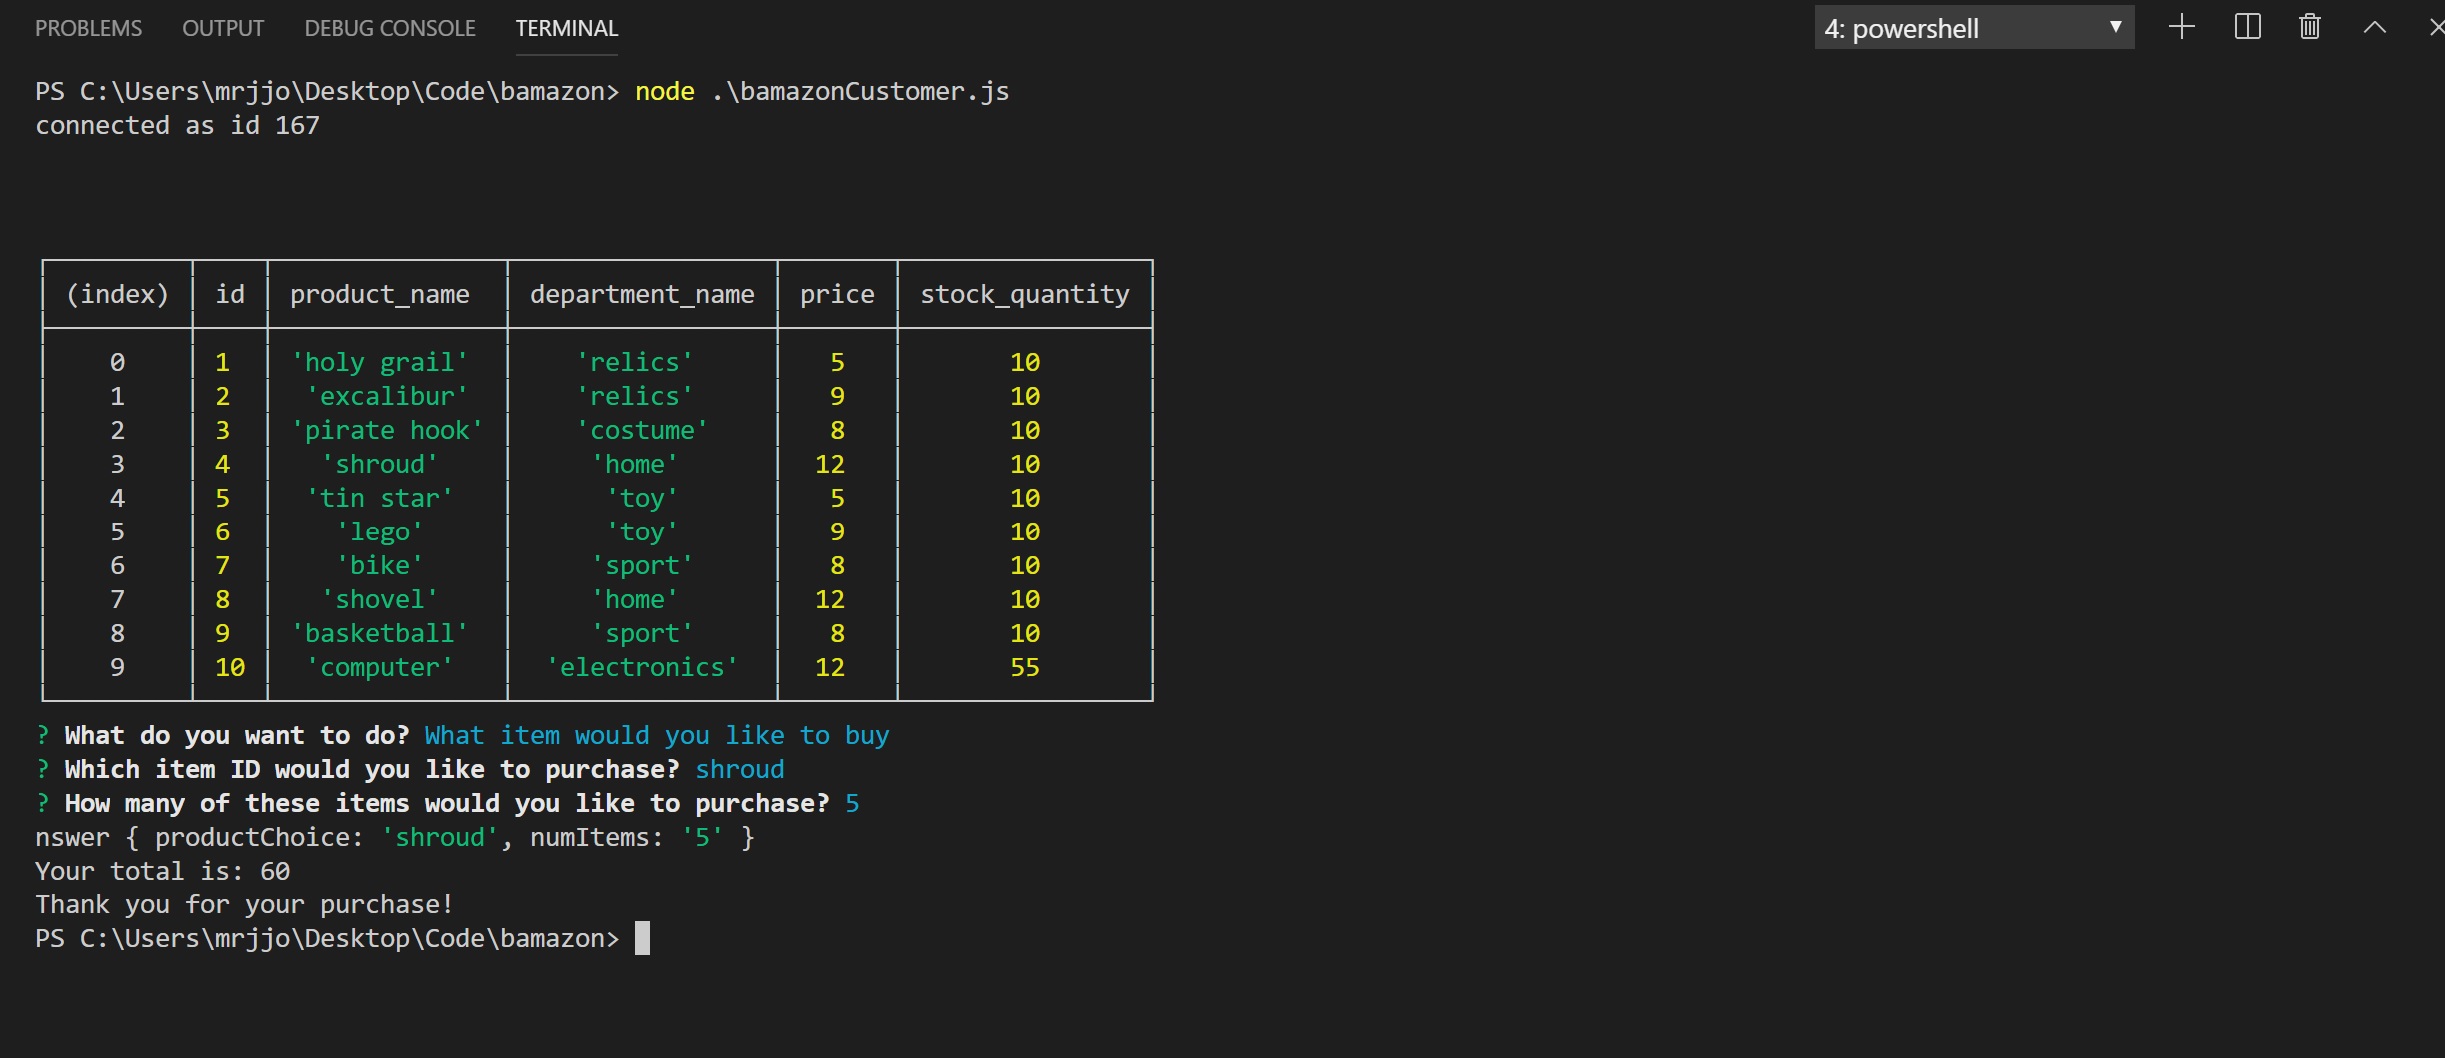 PROBLEMS OUTPUT DEBUG CONSOLE TERMINAL 4: powershell
PS C:\Users\mrjjo\Desktop\Code\bamazon> node .\bamazonCustomer.js
connected as id 167
(index) id product_name department_name price stock_quantity
0 1 'holy grail' 'relics' 5 10
1 2 'excalibur' 'relics' 9 10
2 3 'pirate hook' 'costume' 8 10
3 4 'shroud' 'home' 12 10
4 5 'tin star' 'toy' 5 10
5 6 'lego' 'toy' 9 10
6 7 'bike' 'sport' 8 10
7 8 'shovel' 'home' 12 10
8 9 'basketball' 'sport' 8 10
9 10 'computer' 'electronics' 12 55
? What do you want to do? What item would you like to buy
? Which item ID would you like to purchase? shroud
? How many of these items would you like to purchase? 5
nswer { productChoice: 'shroud', numItems: '5' }
Your total is: 60
Thank you for your purchase!
PS C:\Users\mrjjo\Desktop\Code\bamazon>